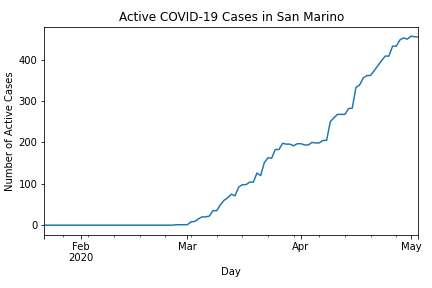 Active COVID-19 Cases in San Marino
Number of Active Cases
400
300
200
100
0
Feb
2020
Mar
Apr
May
Day